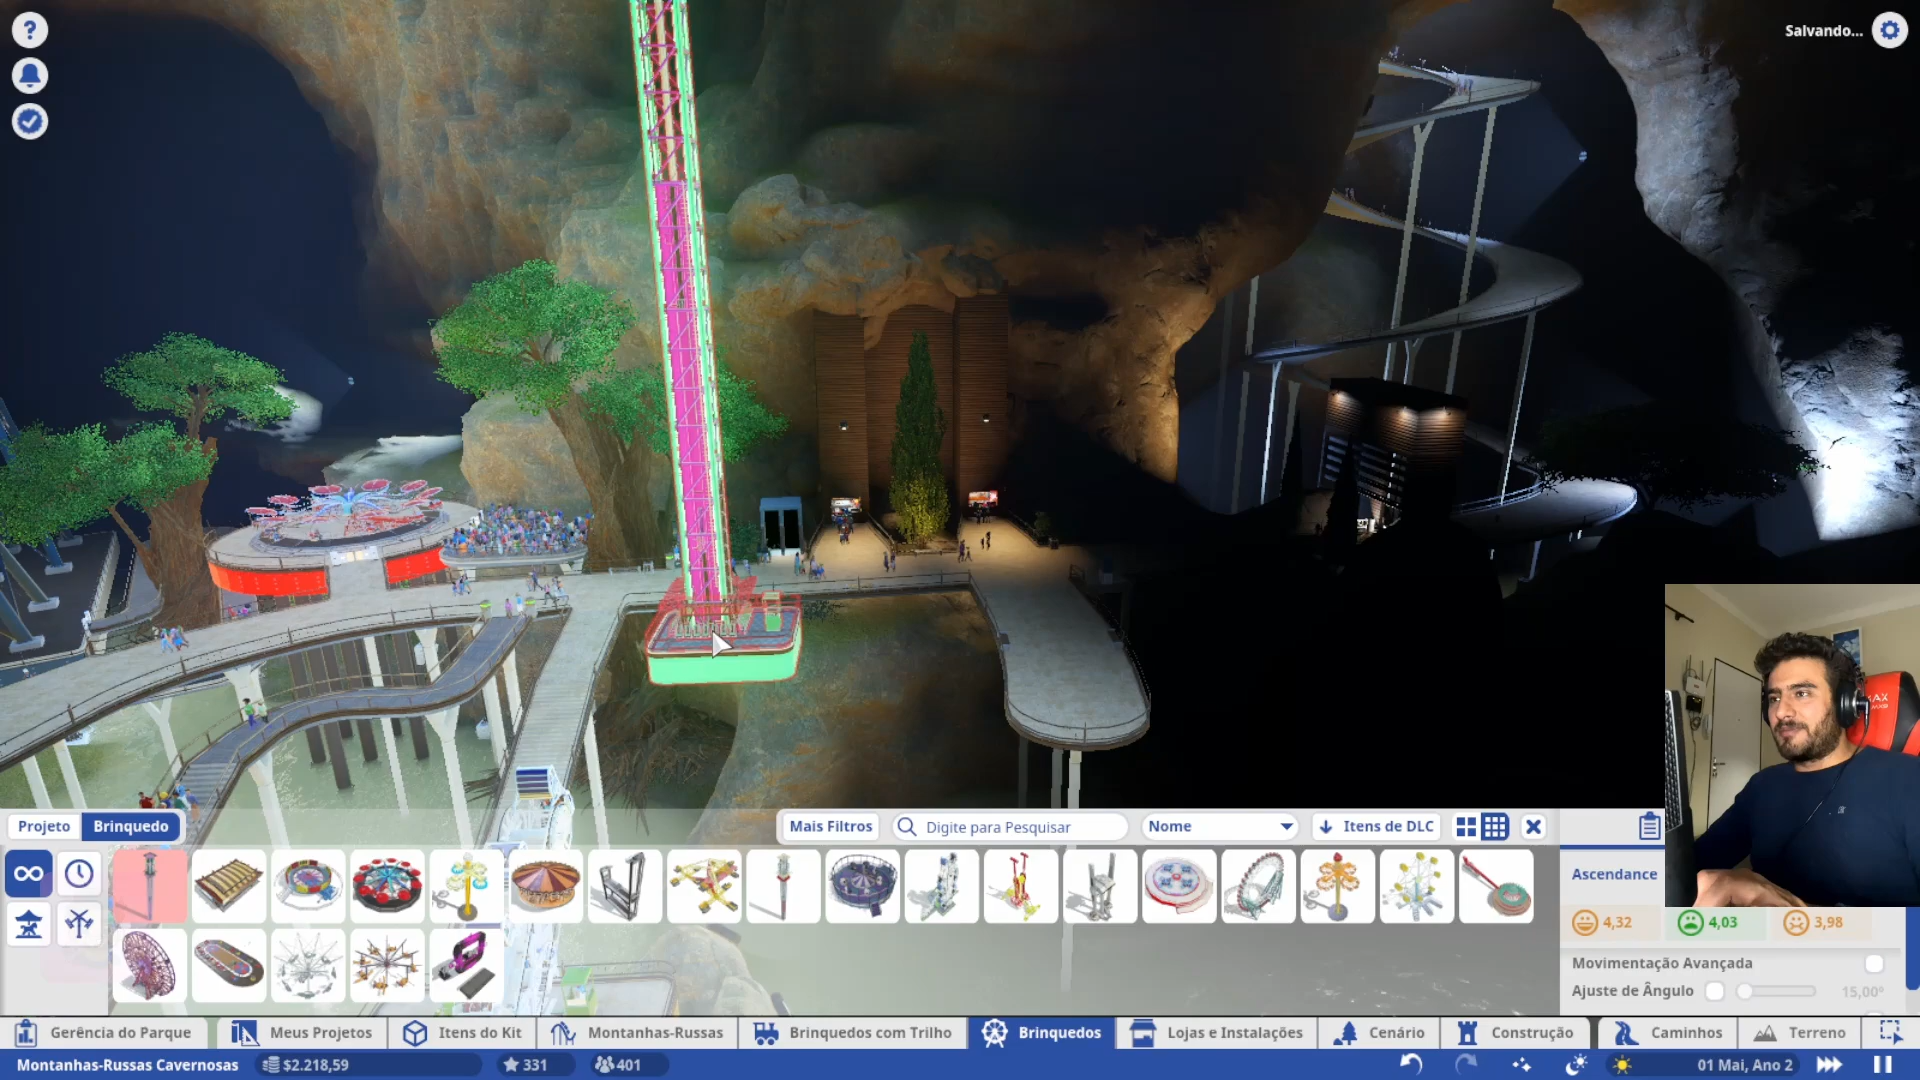 ?
Salvando...
Projeto
Brinquedo
Mais Filtros
Digite para Pesquisar
Nome
Itens de DLC
Ascendance
4,32
4,03
3,98
Movimentação Avançada
Ajuste de Ângulo
15,00°
Gerência do Parque
Meus Projetos
Itens do Kit
Montanhas-Russas
Brinquedos com Trilho
Brinquedos
Lojas e Instalações
Cenário
Construção
Caminhos
Terreno
Montanhas-Russas Cavernosas
$2.218,59
331
401
01 Mai, Ano 2